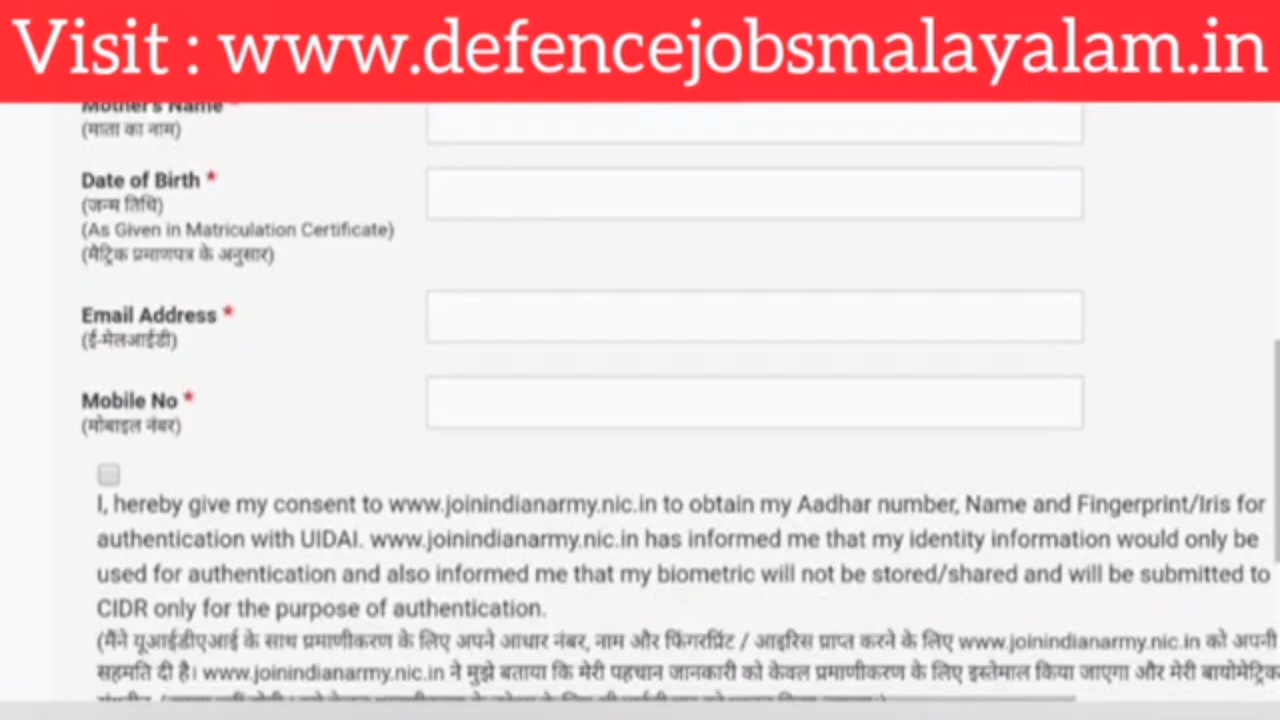 Visit : www.defencejobsmalayalam.in
Mother's Name *
(माता का नाम)
Date of Birth *
(जन्म तिथि)
(As Given in Matriculation Certificate)
(मैट्रिक प्रमाणपत्र के अनुसार)
Email Address *
(ई-मेलआईडी)
Mobile No *
(मोबाइल नंबर)
I, hereby give my consent to www.joinindianarmy.nic.in to obtain my Aadhar number, Name and Fingerprint/Iris for
authentication with UIDAI. www.joinindianarmy.nic.in has informed me that my identity information would only be
used for authentication and also informed me that my biometric will not be stored/shared and will be submitted to
CIDR only for the purpose of authentication.
(मैंने यूआईडीएआई के साथ प्रमाणीकरण के लिए अपने आधार नंबर, नाम और फिंगरप्रिंट / आइरिस प्राप्त करने के लिए www.joinindianarmy.nic.in को अपनी
सहमति दी है। www.joinindianarmy.nic.in ने मुझे बताया कि मेरी पहचान जानकारी को केवल प्रमाणीकरण के लिए इस्तेमाल किया जाएगा और मेरी बायोमेट्रिक